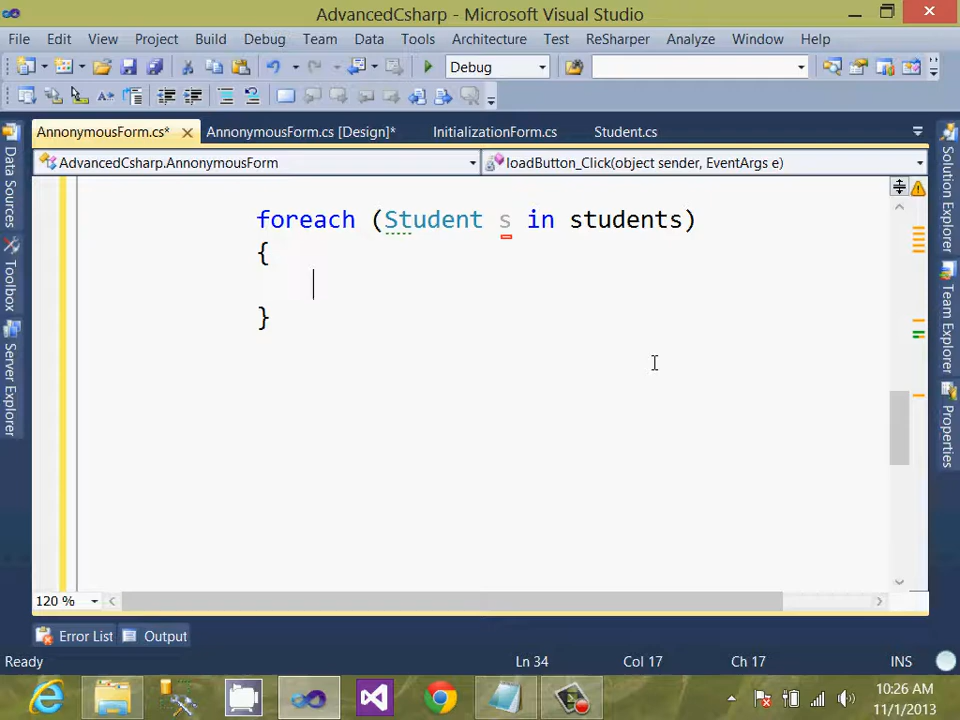 AdvancedCsharp - Microsoft Visual Studio
File Edit View Project Build Debug Team Data Tools Architecture Test ReSharper Analyze Window Help
Debug
AnnonymousForm.cs* AnnonymousForm.cs [Design]* InitializationForm.cs Student.cs
AdvancedCsharp.AnnonymousForm loadButton_Click(object sender, EventArgs e)
Data Sources
Toolbox
Server Explorer
foreach (Student s in students)
{
}
Solution Explorer
Team Explorer
Properties
120 %
Error List Output
Ready Ln 34 Col 17 Ch 17 INS
10:26 AM
11/1/2013